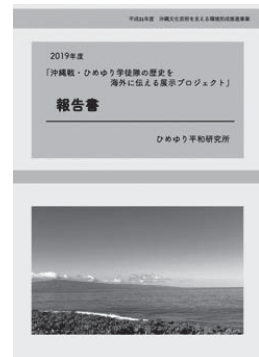 平成31年度　沖縄文化芸術を支える環境形成推進事業
2019年度
「沖縄戦・ひめゆり学徒隊の歴史を
海外に伝える展示プロジェクト」
報告書
ひめゆり平和研究所